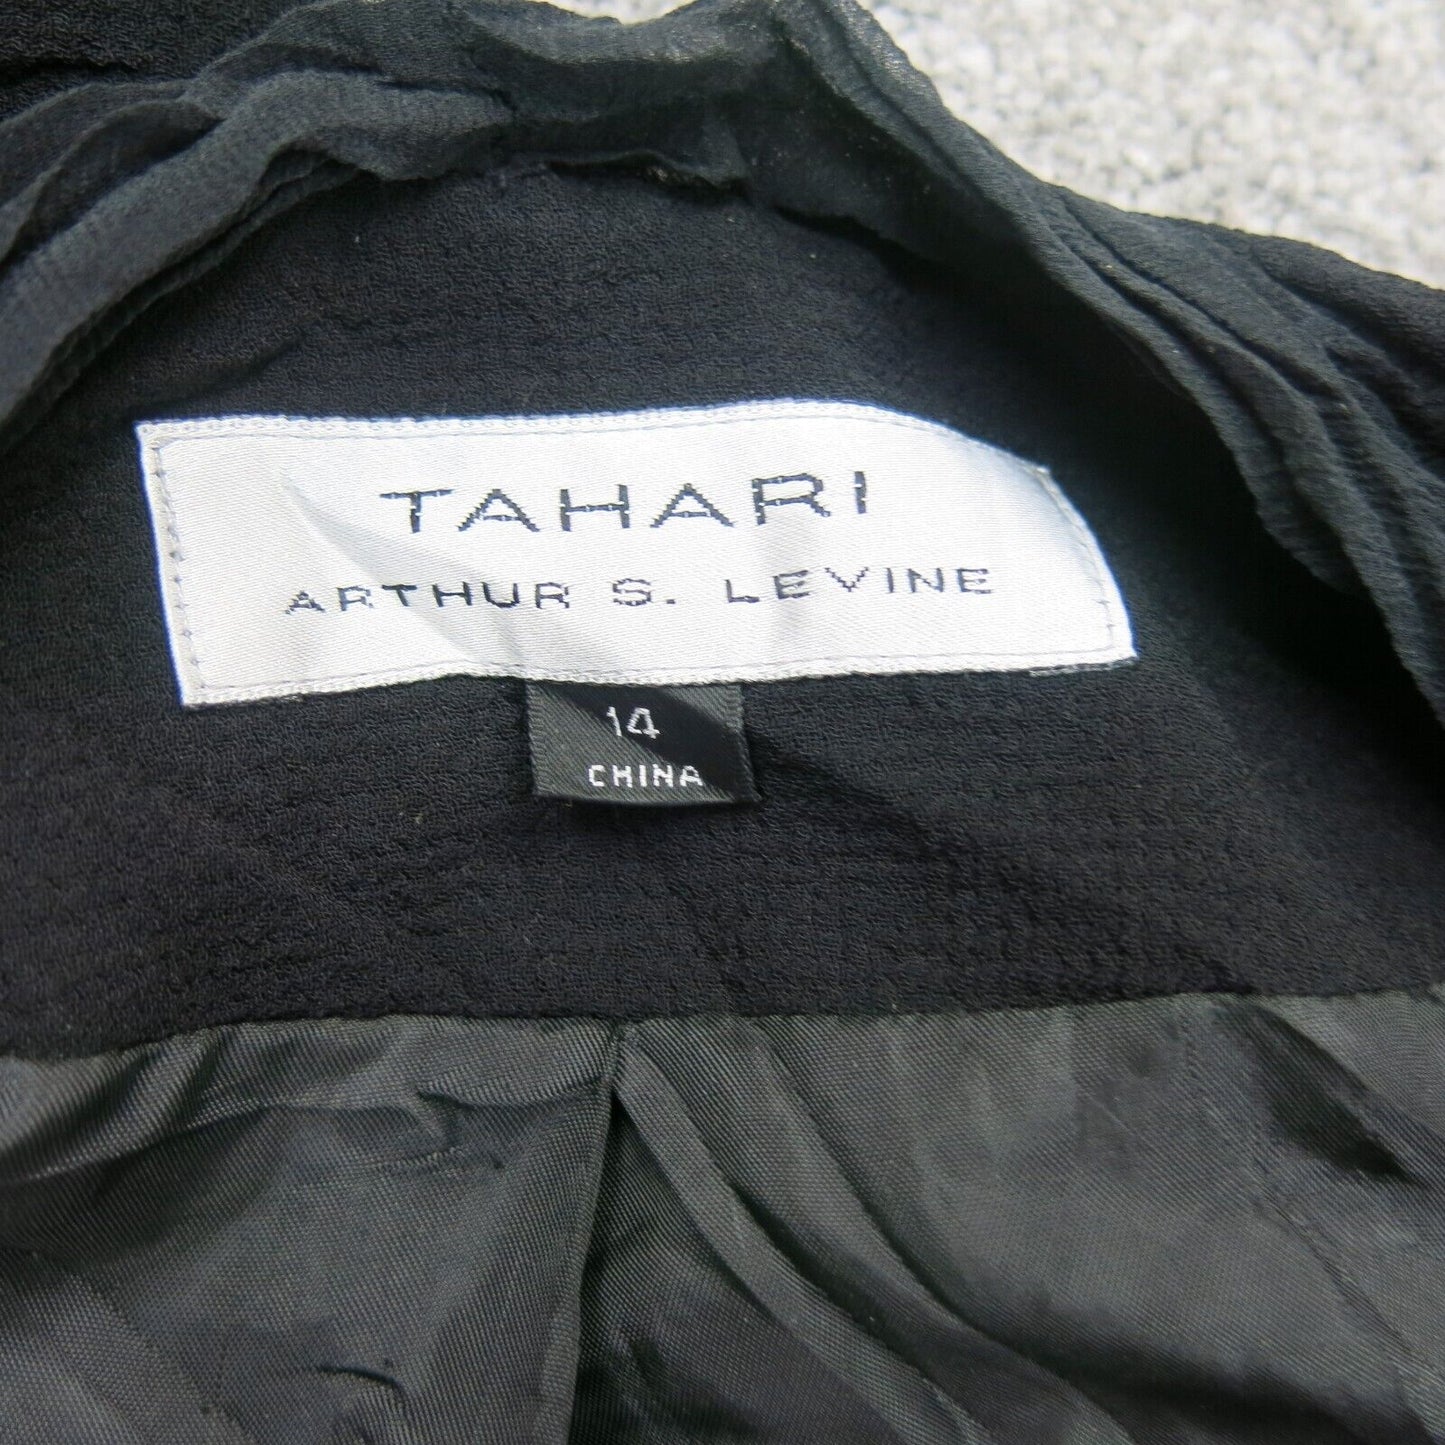 TAHARI
ARTHUR S. LEVINE
14
CHINA